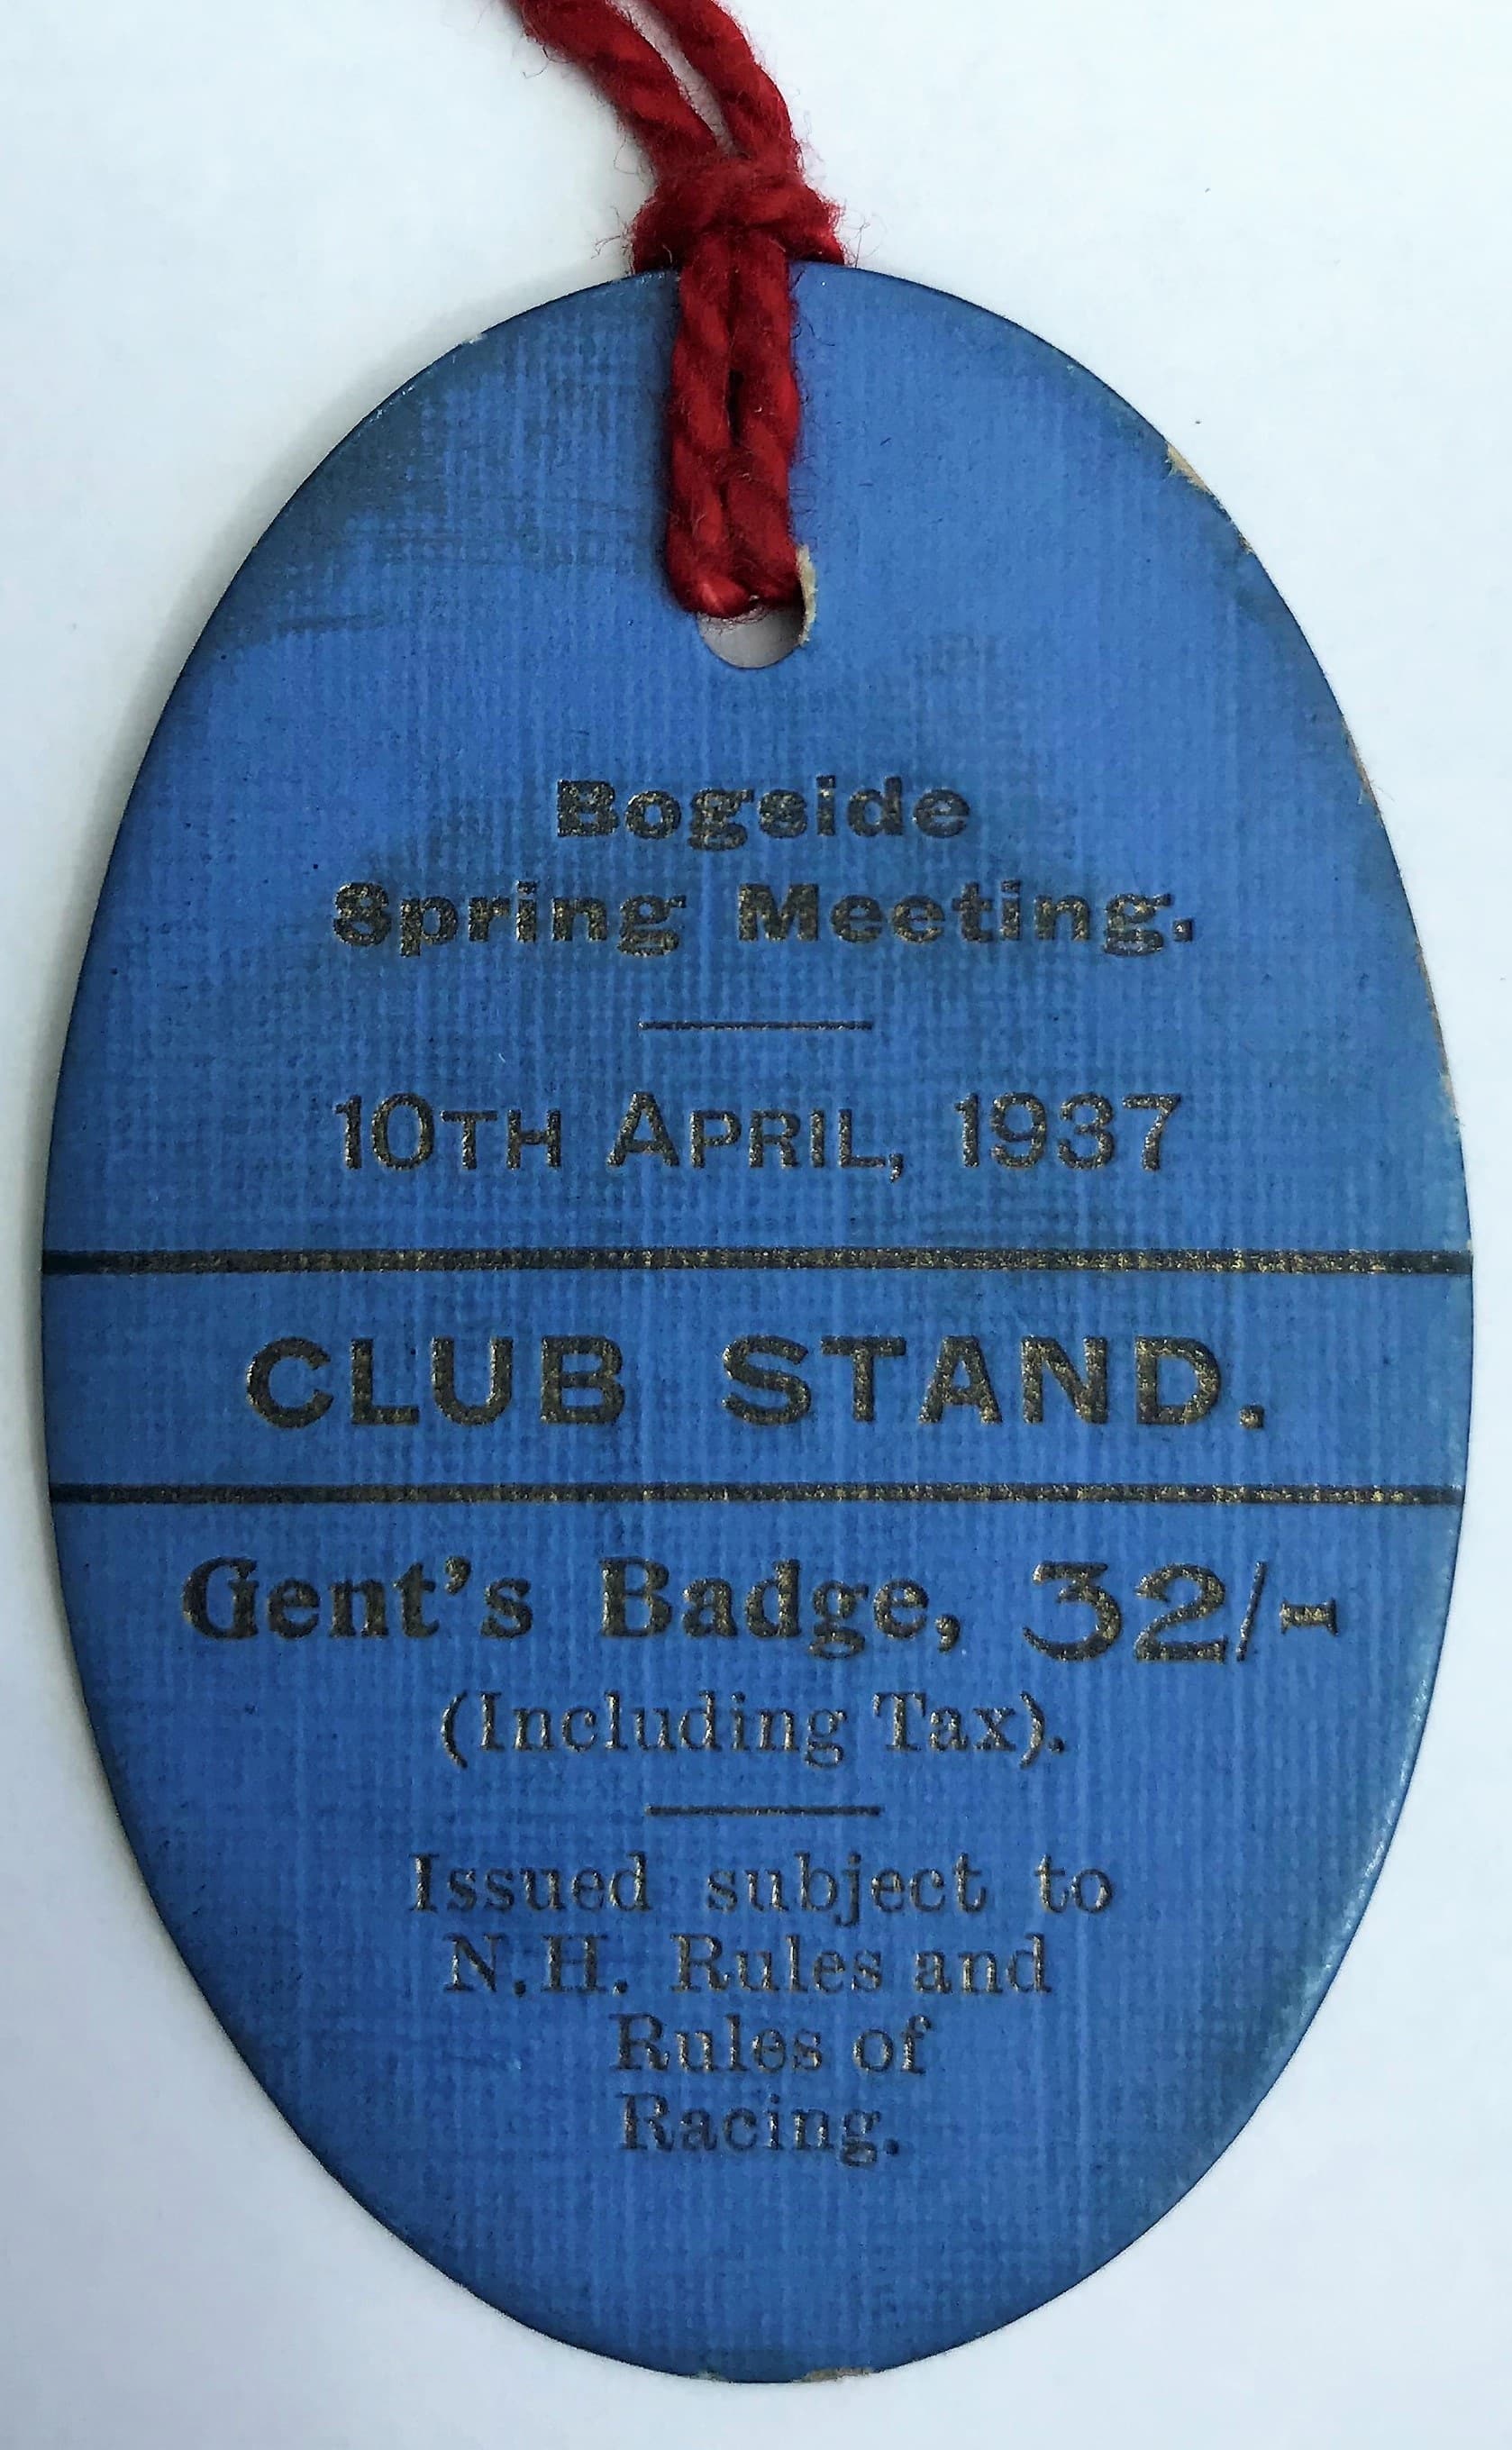 Bogside
Spring Meeting.
10TH APRIL, 1937
CLUB STAND.
Gent's Badge, 32/-
(Including Tax).
Issued subject to
N.H. Rules and
Rules of
Racing.